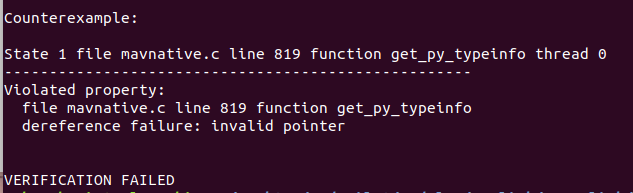 Counterexample:
State 1 file mavnative.c line 819 function get_py_typeinfo thread 0
----------------------------------------------------
Violated property:
  file mavnative.c line 819 function get_py_typeinfo
  dereference failure: invalid pointer
VERIFICATION FAILED